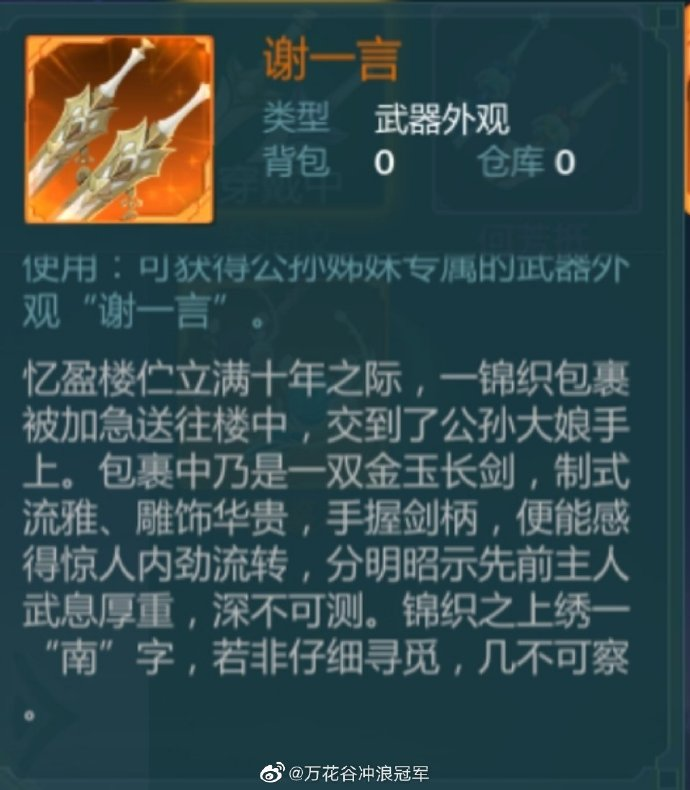 谢一言
类型 武器外观
背包 0 仓库 0
使用：可获得公孙姊妹专属的武器外
观“谢一言”。
忆盈楼伫立满十年之际，一锦织包裹
被加急送往楼中，交到了公孙大娘手
上。包裹中乃是一双金玉长剑，制式
流雅、雕饰华贵，手握剑柄，便能感
得惊人内劲流转，分明昭示先前主人
武息厚重，深不可测。锦织之上绣一
“南”字，若非仔细寻觅，几不可察
。
@万花谷冲浪冠军